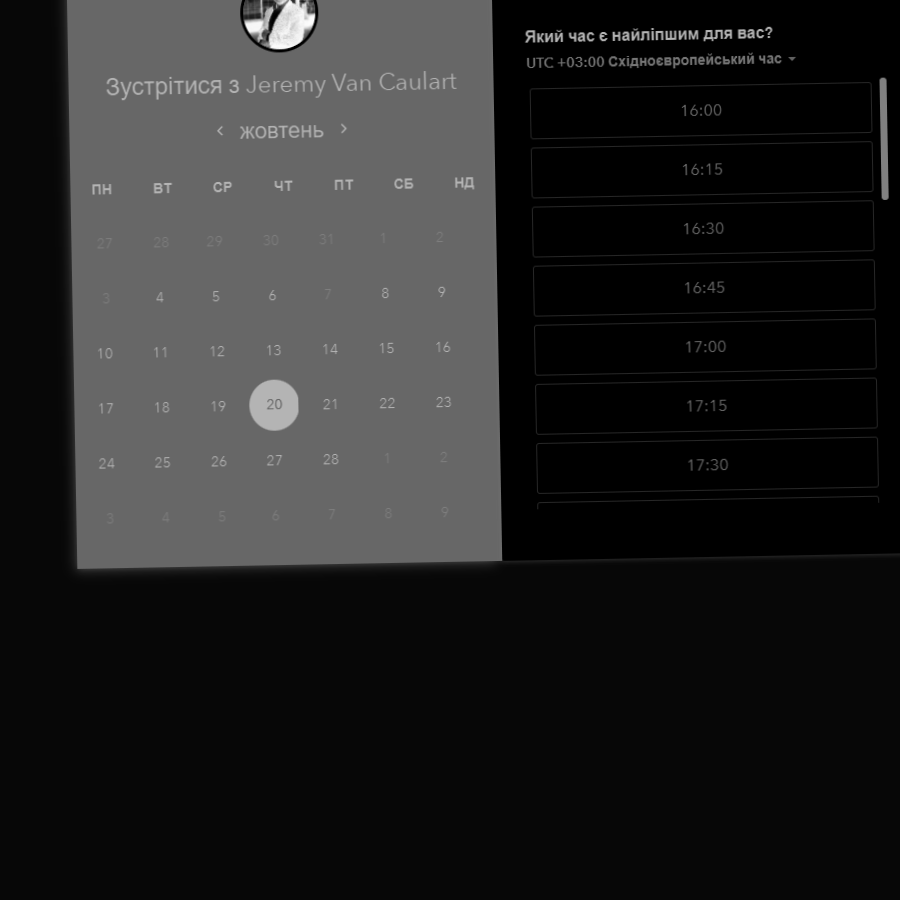 Зустрітися з Jeremy Van Caulart
‹ жовтень ›
ПН ВТ СР ЧТ ПТ СБ НД
27 28 29 30 31 1 2
3 4 5 6 7 8 9
10 11 12 13 14 15 16
17 18 19 20 21 22 23
24 25 26 27 28 1 2
3 4 5 6 7 8 9
Який час є найліпшим для вас?
UTC +03:00 Східноєвропейський час
16:00
16:15
16:30
16:45
17:00
17:15
17:30